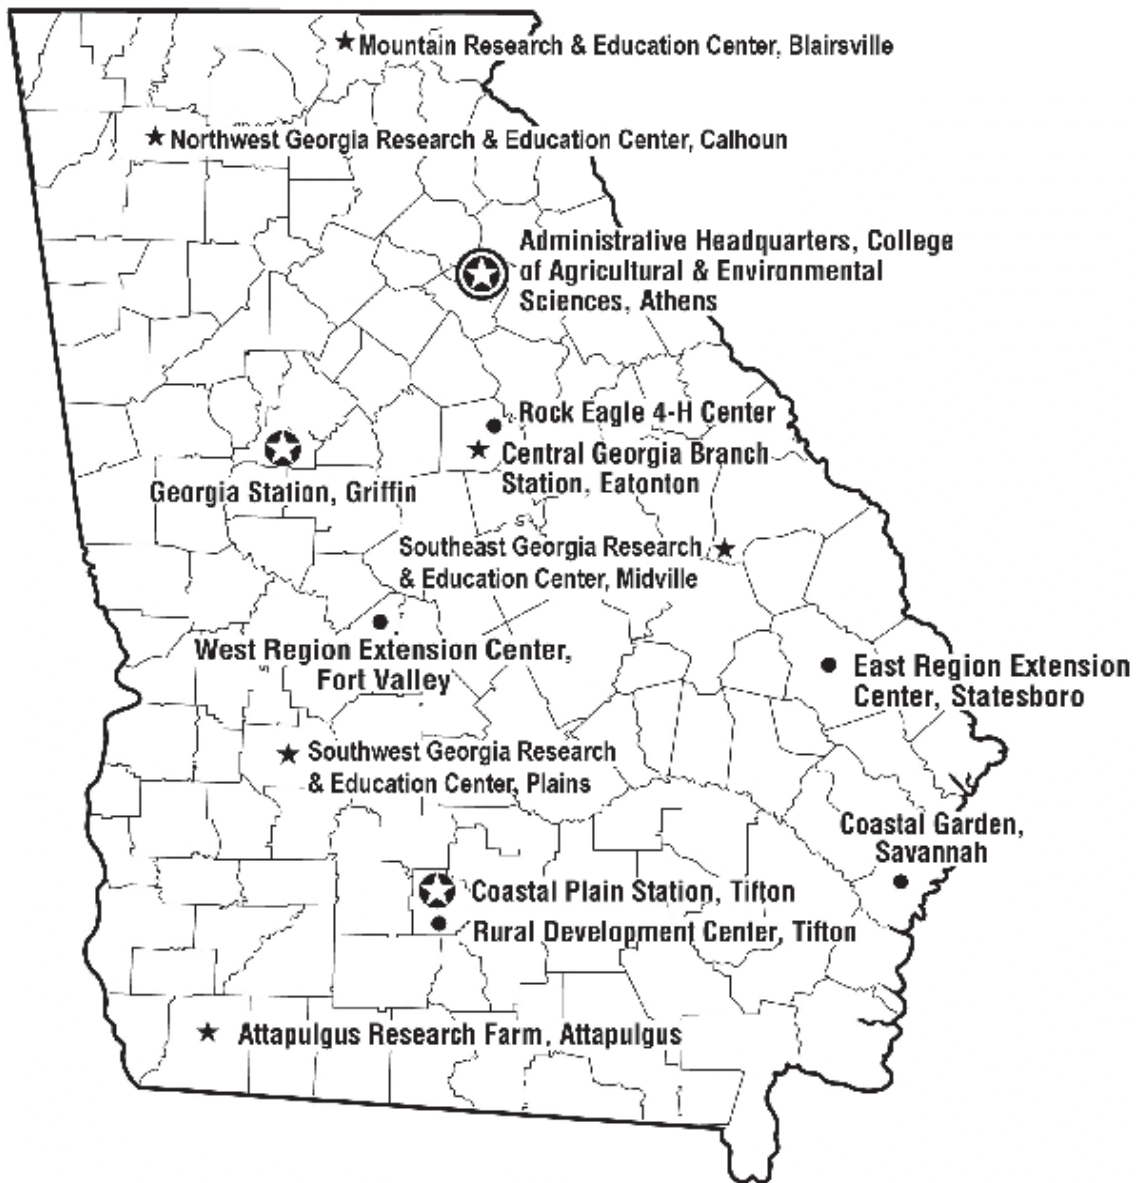 Mountain Research & Education Center, Blairsville
Northwest Georgia Research & Education Center, Calhoun
Administrative Headquarters, College
of Agricultural & Environmental
Sciences, Athens
Rock Eagle 4-H Center
Central Georgia Branch
Station, Eatonton
Georgia Station, Griffin
Southeast Georgia Research
& Education Center, Midville
West Region Extension Center,
Fort Valley
East Region Extension
Center, Statesboro
Southwest Georgia Research
& Education Center, Plains
Coastal Garden,
Savannah
Coastal Plain Station, Tifton
Rural Development Center, Tifton
Attapulgus Research Farm, Attapulgus